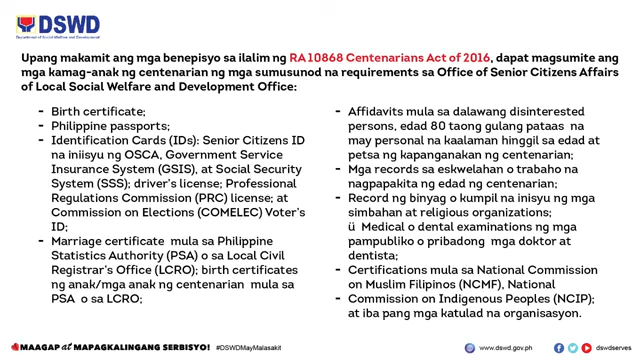 DSWD
Department of Social Welfare and Development
Upang makamit ang mga benepisyo sa ilalim ng RA 10868 Centenarians Act of 2016, dapat magsumite ang
mga kamag-anak ng centenarian ng mga sumusunod na requirements sa Office of Senior Citizens Affairs
of Local Social Welfare and Development Office:
- Birth certificate;
- Philippine passports;
- Identification Cards (IDs): Senior Citizens ID
na iniisyu ng OSCA, Government Service
Insurance System (GSIS), at Social Security
System (SSS); driver's license; Professional
Regulations Commission (PRC) license; at
Commission on Elections (COMELEC) Voter's
ID;
- Marriage certificate mula sa Philippine
Statistics Authority (PSA) o sa Local Civil
Registrar's Office (LCRO); birth certificates
ng anak/mga anak ng centenarian mula sa
PSA o sa LCRO;
- Affidavits mula sa dalawang disinterested
persons, edad 80 taong gulang pataas na
may personal na kaalaman hinggil sa edad at
petsa ng kapanganakan ng centenarian;
- Mga records sa eskwelahan o trabaho na
nagpapakita ng edad ng centenarian;
- Record ng binyag o kumpil na inisyu ng mga
simbahan at religious organizations;
ü Medical o dental examinations ng mga
pampubliko o pribadong mga doktor at
dentista;
- Certifications mula sa National Commission
on Muslim Filipinos (NCMF), National
- Commission on Indigenous Peoples (NCIP);
at iba pang mga katulad na organisasyon.
MAAGAP at MAPAGKALINGANG SERBISYO! #DSWDMayMalasakit
www.dswd.gov.ph
dswdserves